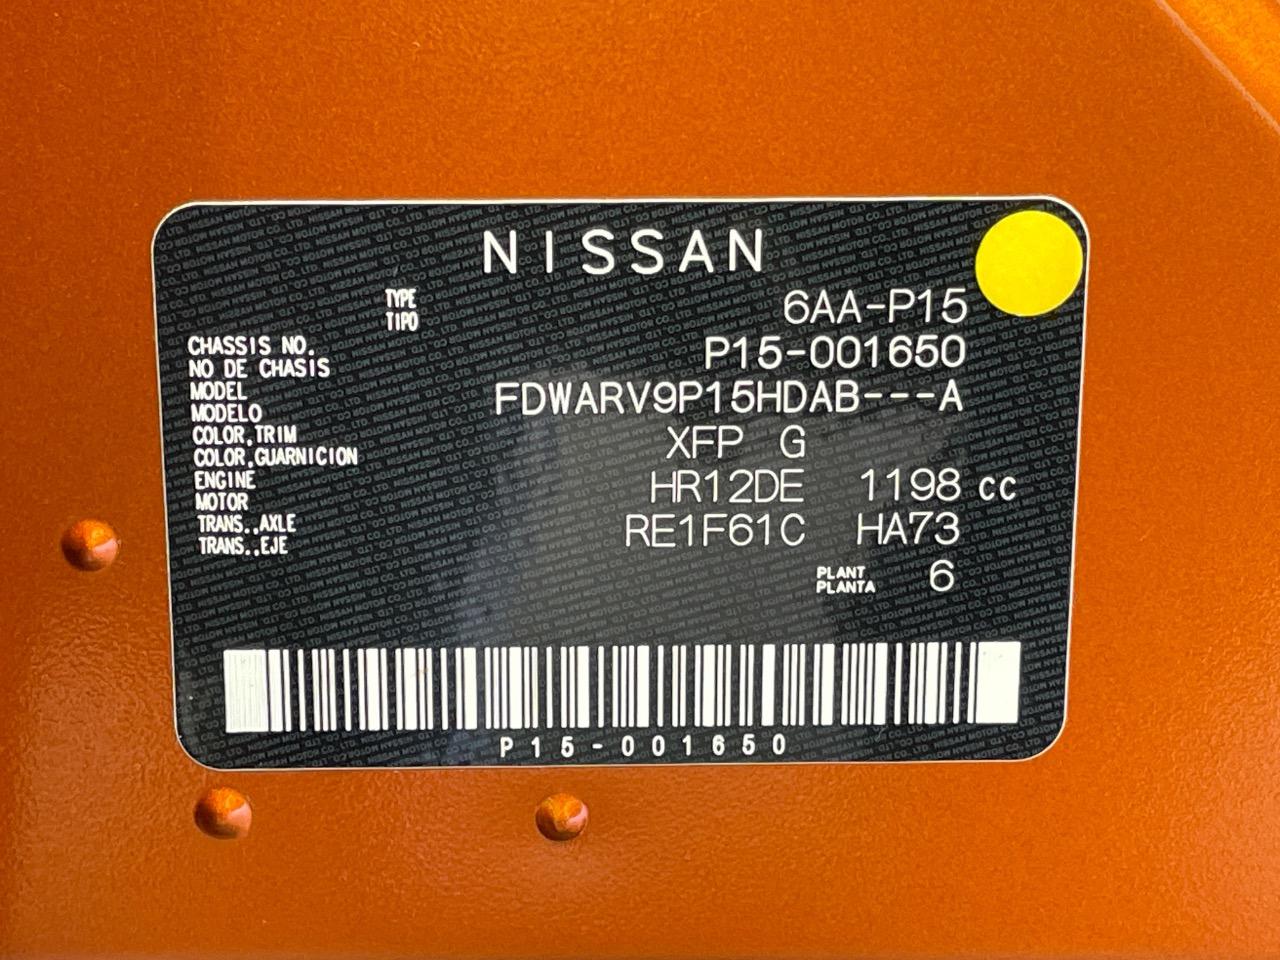 NISSAN
TYPE
TIPO 6AA-P15
CHASSIS NO.
NO DE CHASIS P15-001650
MODEL
MODELO FDWARV9P15HDAB---A
COLOR,TRIM
COLOR,GUARNICION XFP G
ENGINE
MOTOR HR12DE 1198 cc
TRANS.,AXLE
TRANS.,EJE RE1F61C HA73
PLANT
PLANTA 6
P15-001650